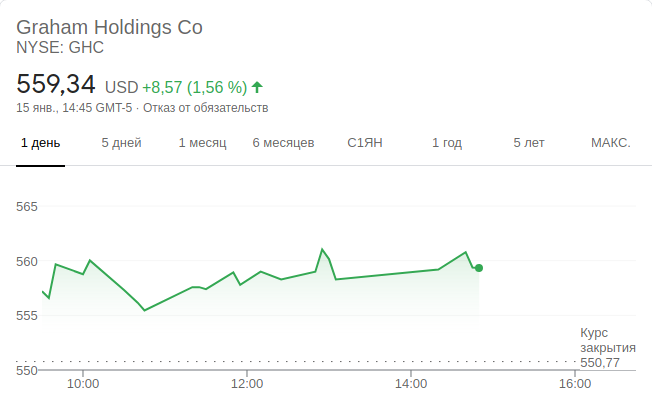 Graham Holdings Co
NYSE: GHC
559,34 USD +8,57 (1,56 %)
15 янв., 14:45 GMT-5 · Отказ от обязательств
1 день 5 дней 1 месяц 6 месяцев С1ЯН 1 год 5 лет МАКС.
565
560
555
Курс
закрытия
550,77
550
10:00 12:00 14:00 16:00